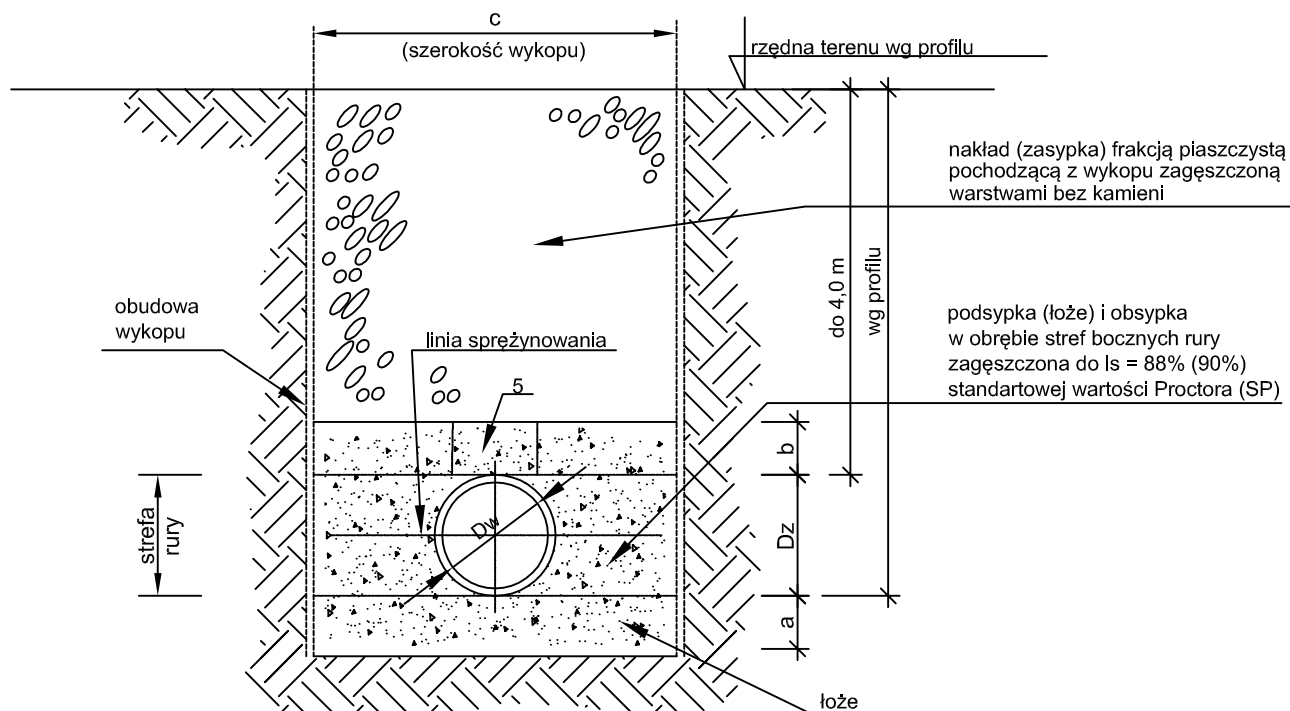 c
(szerokość wykopu)
rzędna terenu wg profilu
nakład (zasypka) frakcją piaszczystą
pochodzącą z wykopu zagęszczoną
warstwami bez kamieni
do 4,0 m
wg profilu
obudowa
wykopu
linia sprężynowania
5
podsypka (łoże) i obsypka
w obrębie stref bocznych rury
zagęszczona do Is = 88% (90%)
standartowej wartości Proctora (SP)
b
strefa
rury
Dw
Dz
a
łoże